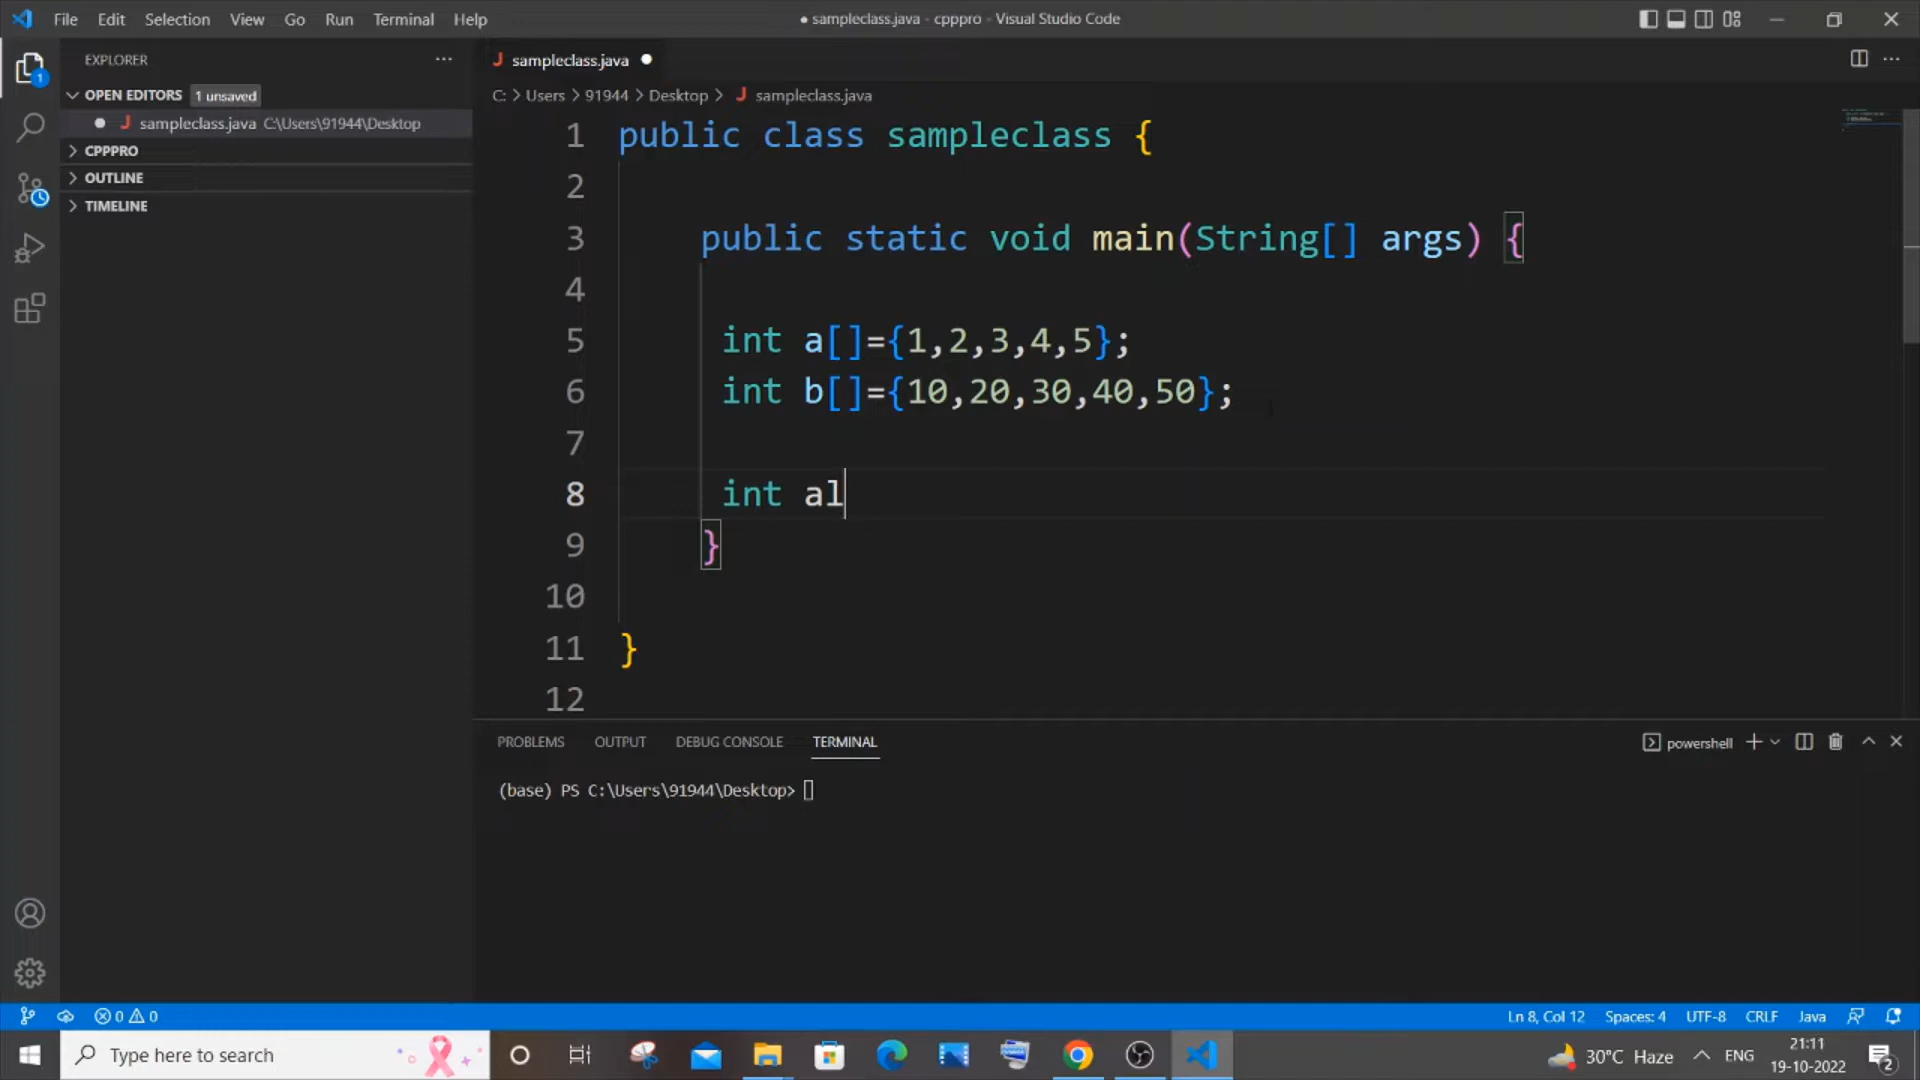 File Edit Selection View Go Run Terminal Help
● sampleclass.java - cpppro - Visual Studio Code
EXPLORER
J sampleclass.java
OPEN EDITORS 1 unsaved
C: > Users > 91944 > Desktop > J sampleclass.java
J sampleclass.java C:\Users\91944\Desktop
CPPPRO
OUTLINE
TIMELINE
1
1 public class sampleclass {
2
3 public static void main(String[] args) {
4
5 int a[]={1,2,3,4,5};
6 int b[]={10,20,30,40,50};
7
8 int al
9 }
10
11 }
12
PROBLEMS OUTPUT DEBUG CONSOLE TERMINAL
powershell
(base) PS C:\Users\91944\Desktop>
0 0
Ln 8, Col 12 Spaces: 4 UTF-8 CRLF Java
Type here to search
30°C Haze ENG
21:11
19-10-2022
2